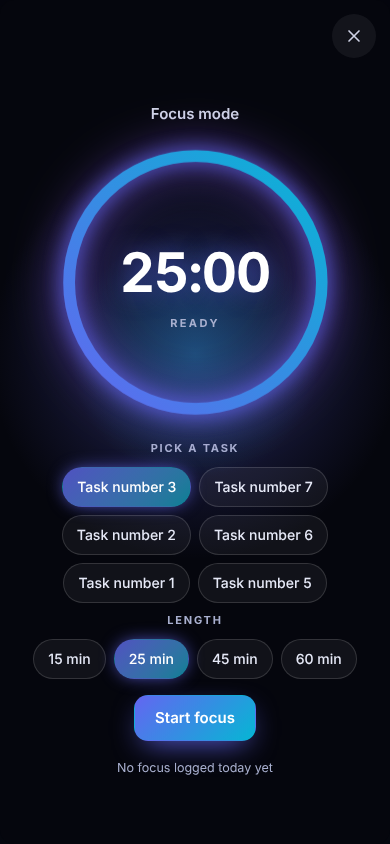 Focus mode
25:00
READY
PICK A TASK
Task number 3 Task number 7
Task number 2 Task number 6
Task number 1 Task number 5
LENGTH
15 min 25 min 45 min 60 min
Start focus
No focus logged today yet